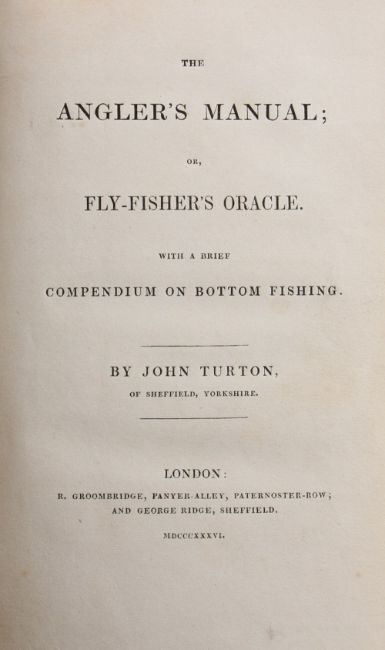 THE
ANGLER'S MANUAL;
OR,
FLY-FISHER'S ORACLE.
WITH A BRIEF
COMPENDIUM ON BOTTOM FISHING.
BY JOHN TURTON,
OF SHEFFIELD, YORKSHIRE.
LONDON:
R. GROOMBRIDGE, PANYER-ALLEY, PATERNOSTER-ROW;
AND GEORGE RIDGE, SHEFFIELD.
MDCCCXXXVI.